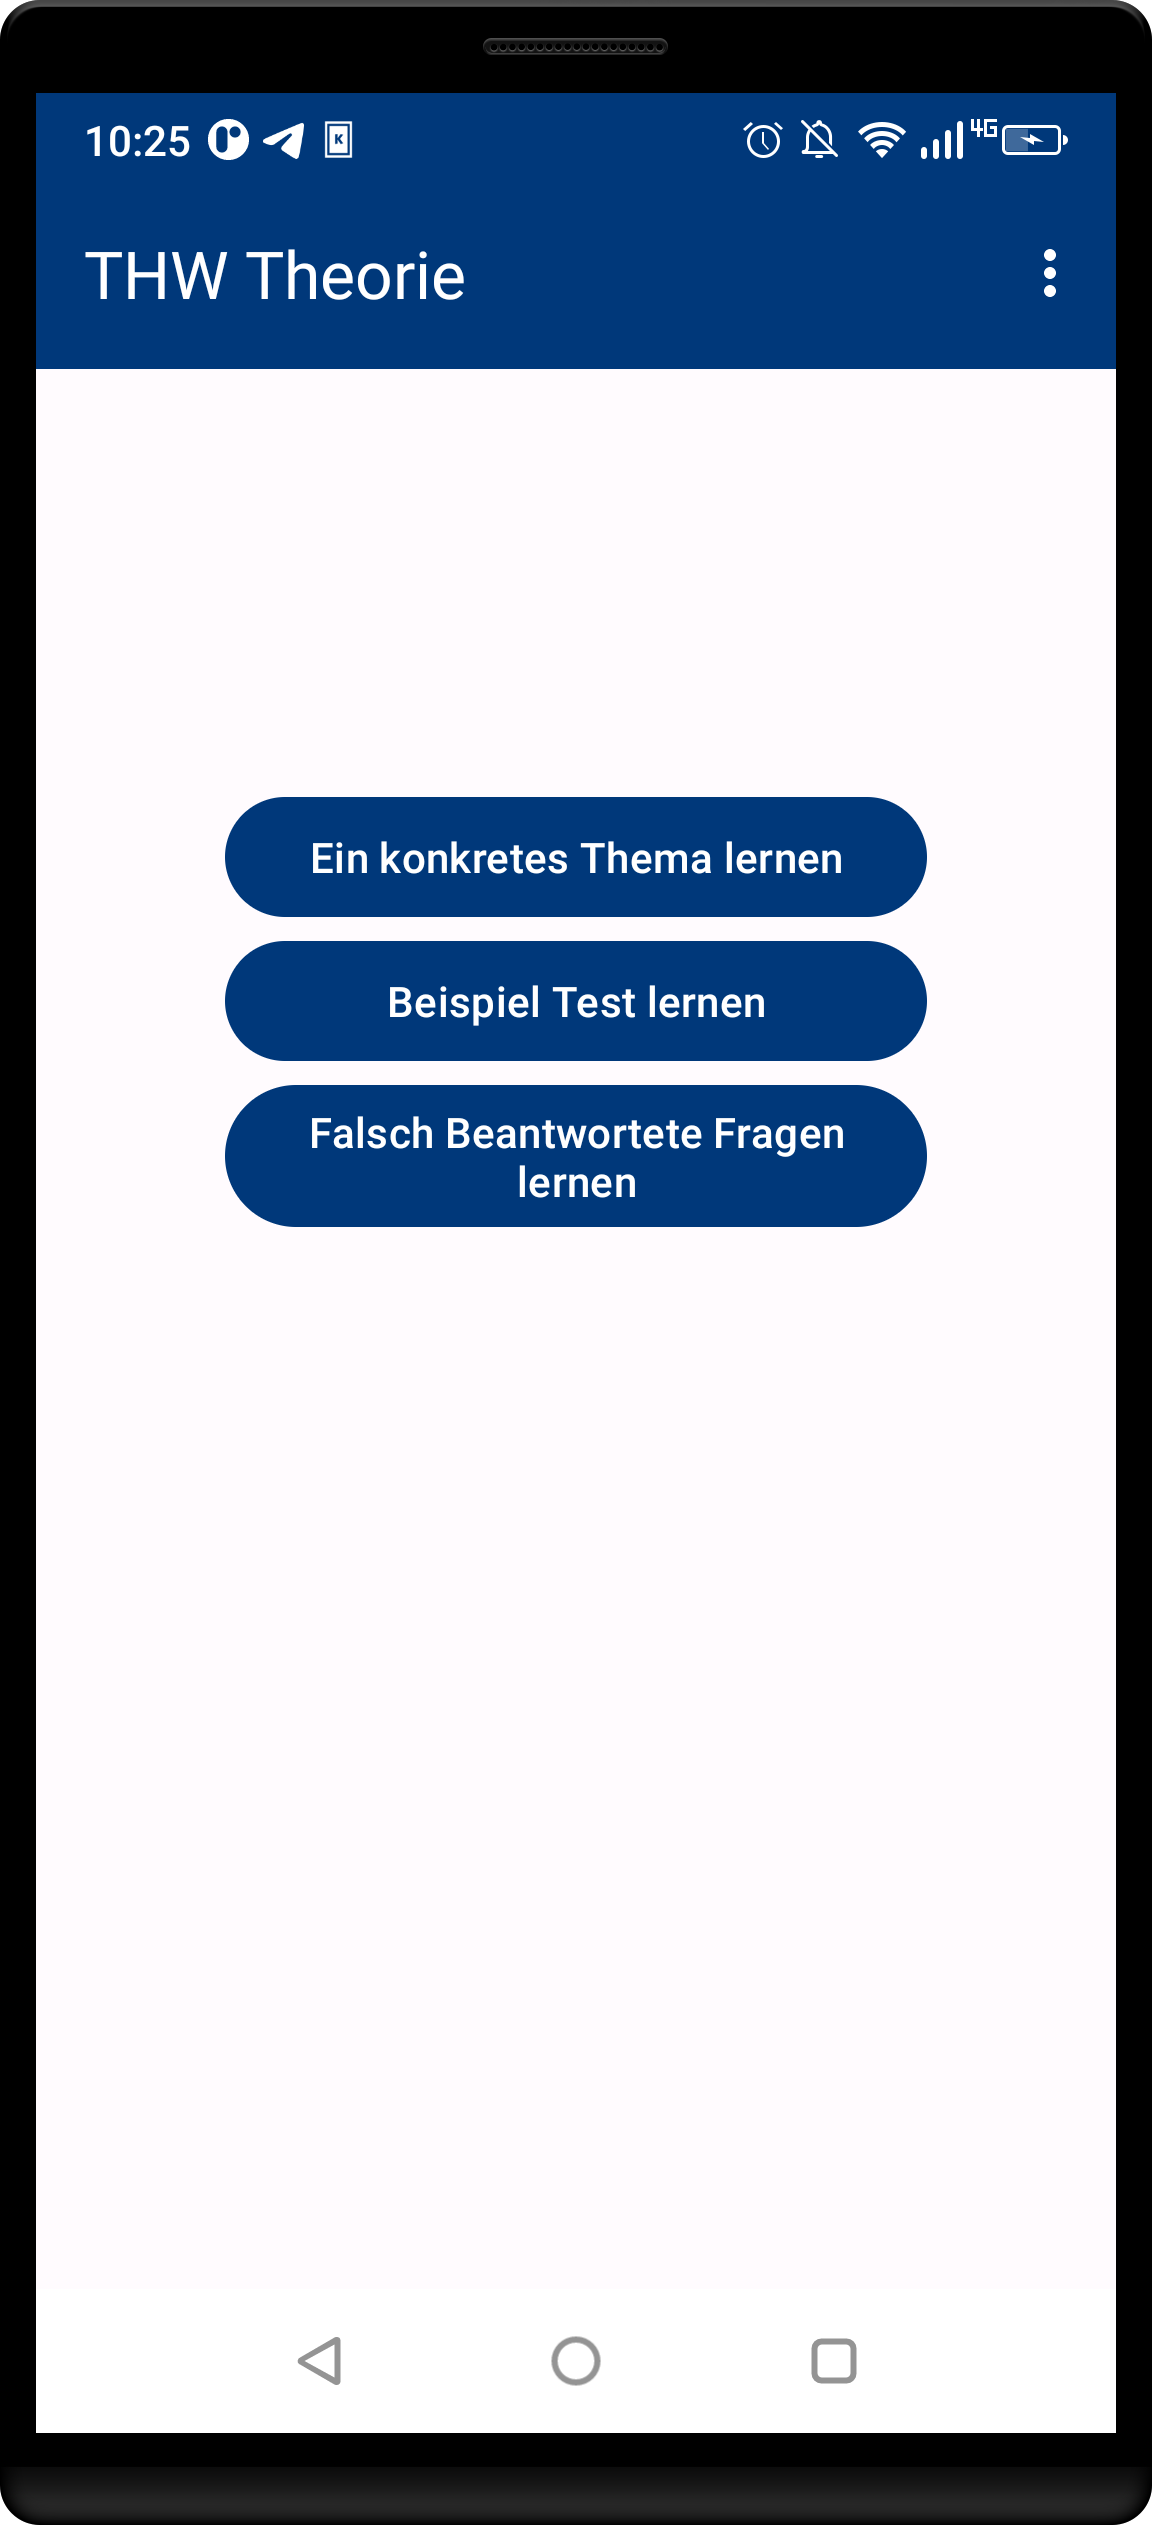 10:25
K
4G
THW Theorie
Ein konkretes Thema lernen
Beispiel Test lernen
Falsch Beantwortete Fragen
lernen